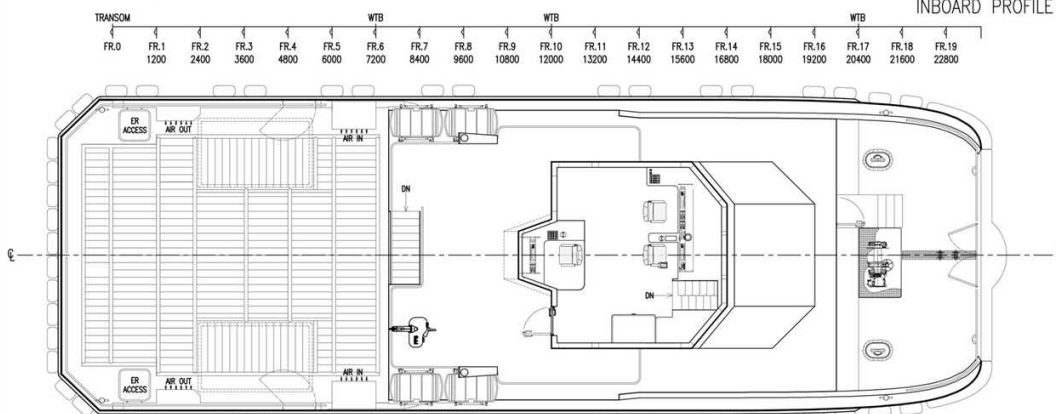 INBOARD PROFILE
TRANSOM WTB WTB WTB
FR.0 FR.1 FR.2 FR.3 FR.4 FR.5 FR.6 FR.7 FR.8 FR.9 FR.10 FR.11 FR.12 FR.13 FR.14 FR.15 FR.16 FR.17 FR.18 FR.19
1200 2400 3600 4800 6000 7200 8400 9600 10800 12000 13200 14400 15600 16800 18000 19200 20400 21600 22800
ER
ACCESS
AIR OUT
AIR IN
DN
DN
ER
ACCESS
AIR OUT
AIR IN